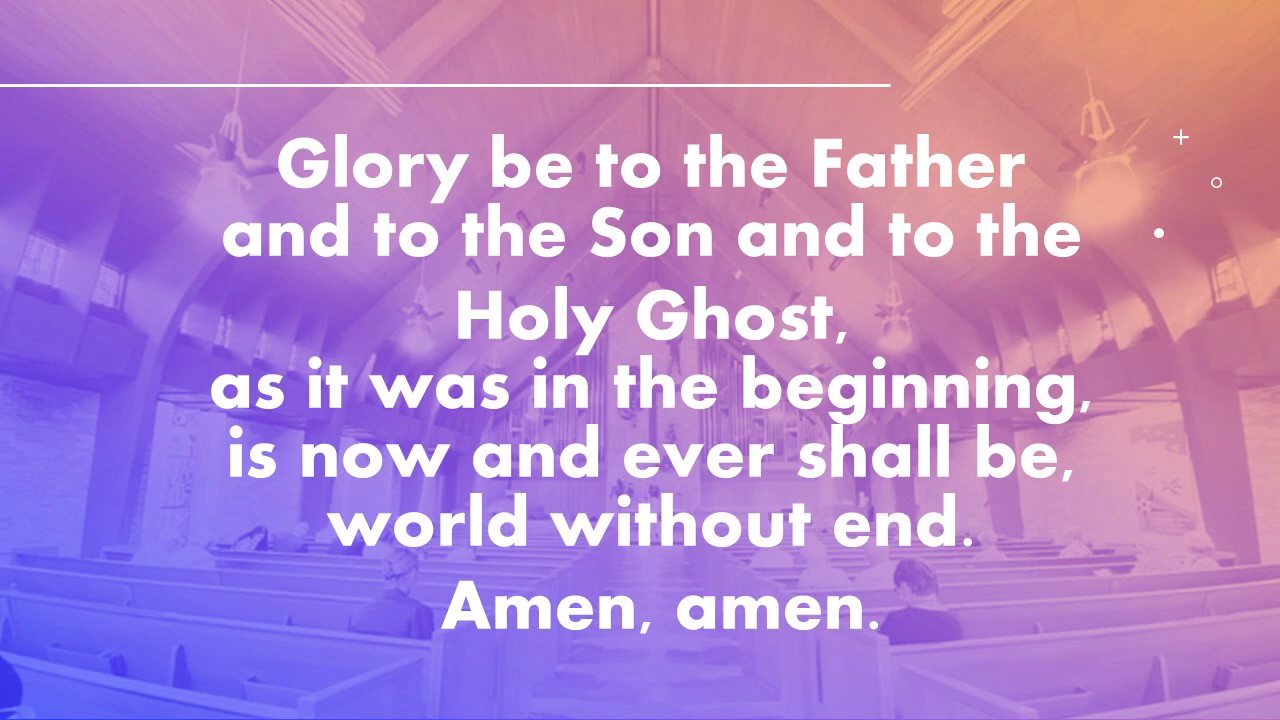 Glory be to the Father
and to the Son and to the
Holy Ghost,
as it was in the beginning,
is now and ever shall be,
world without end.
Amen, amen.